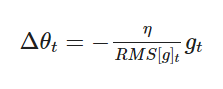 Δθ_t = − η / RMS[g]_t g_t